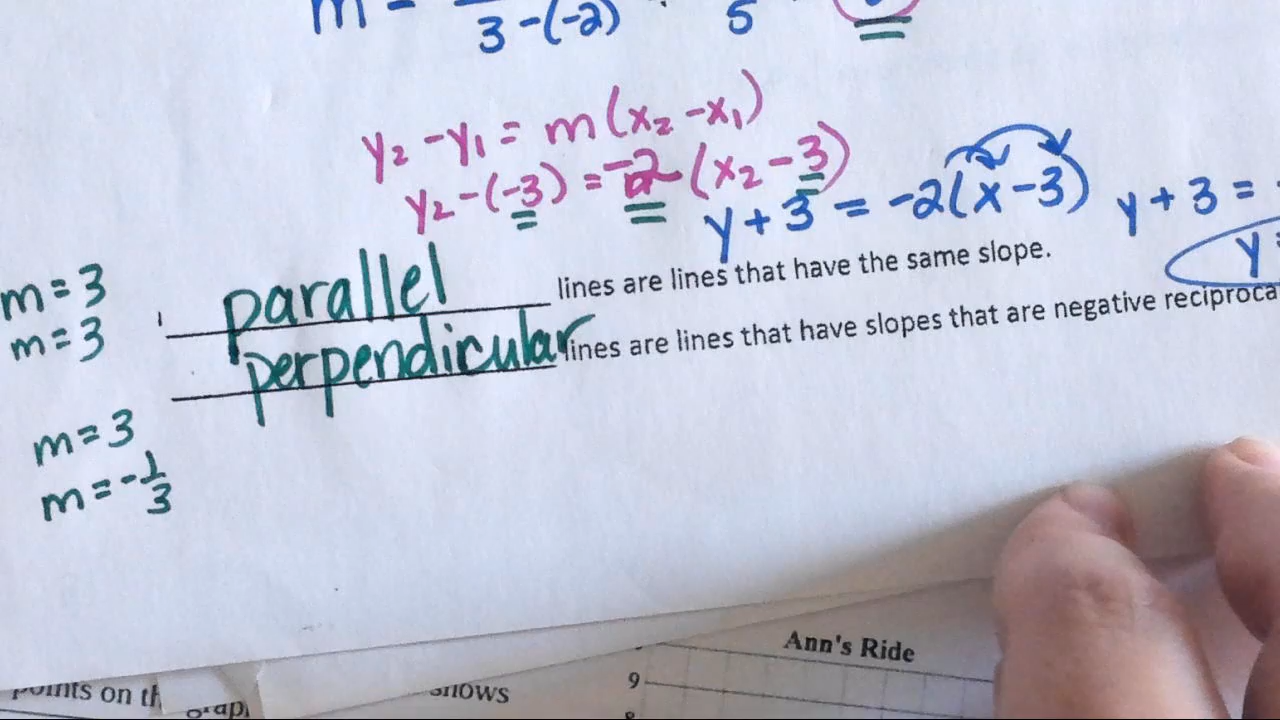 m =
3 -(-2) 5
y₂ - y₁ = m(x₂ - x₁)
y₂ -(-3) = -2(x₂ - 3)
y + 3 = -2(x - 3) y + 3 =
y
m = 3
m = 3
parallel lines are lines that have the same slope.
perpendicular lines are lines that have slopes that are negative
m = 3
m = -1/3
Ann's Ride
9
points on
shows